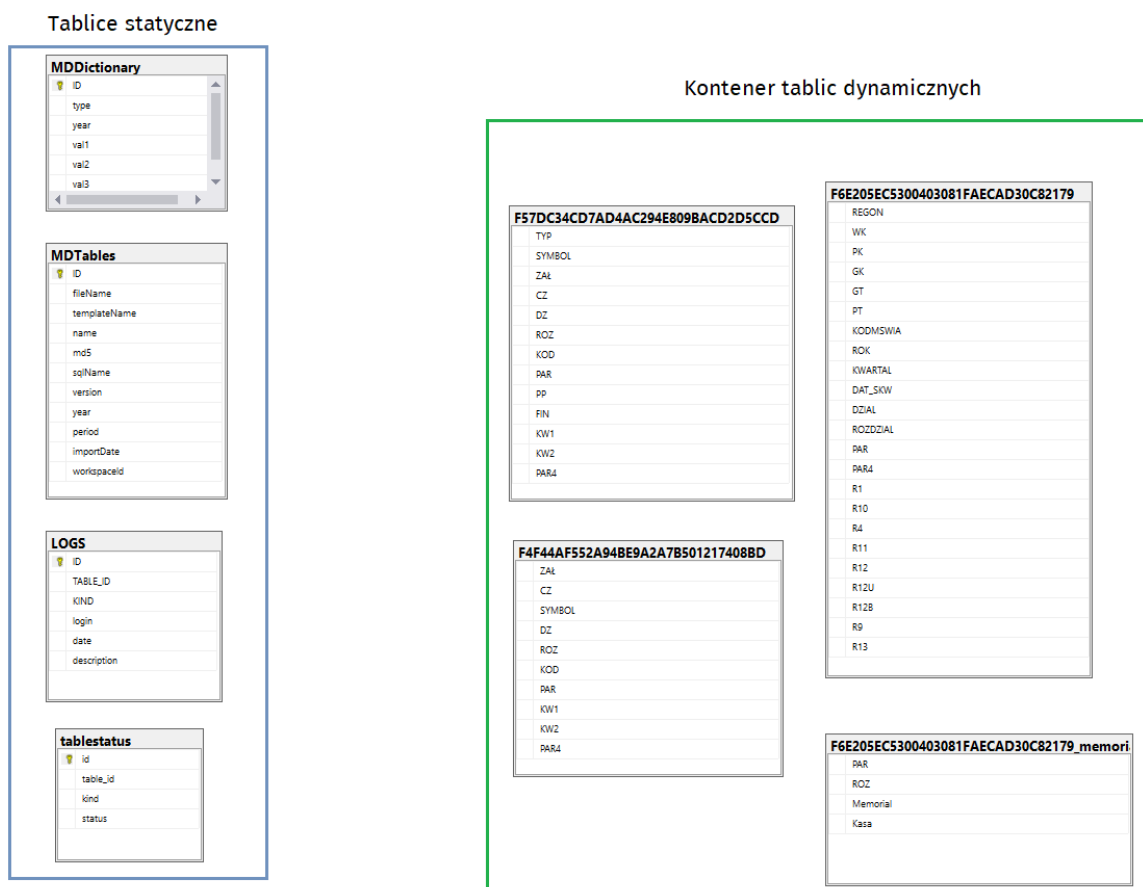 Tablice statyczne
MDDictionary
ID
type
year
val1
val2
val3
MDTables
ID
fileName
templateName
name
md5
sqlName
version
year
period
importDate
workspaceId
LOGS
ID
TABLE_ID
KIND
login
date
description
tablestatus
id
table_id
kind
status
Kontener tablic dynamicznych
F57DC34CD7AD4AC294E809BACD2D5CCD
TYP
SYMBOL
ZAŁ
CZ
DZ
ROZ
KOD
PAR
PP
FIN
KW1
KW2
PAR4
F4F44AF552A94BE9A2A7B501217408BD
ZAŁ
CZ
SYMBOL
DZ
ROZ
KOD
PAR
KW1
KW2
PAR4
F6E205EC5300403081FAECAD30C82179
REGON
WK
PK
GK
GT
PT
KODMSWIA
ROK
KWARTAL
DAT_SKW
DZIAL
ROZDZIAL
PAR
PAR4
R1
R10
R4
R11
R12
R12U
R12B
R9
R13
F6E205EC5300403081FAECAD30C82179_memori
PAR
ROZ
Memorial
Kasa